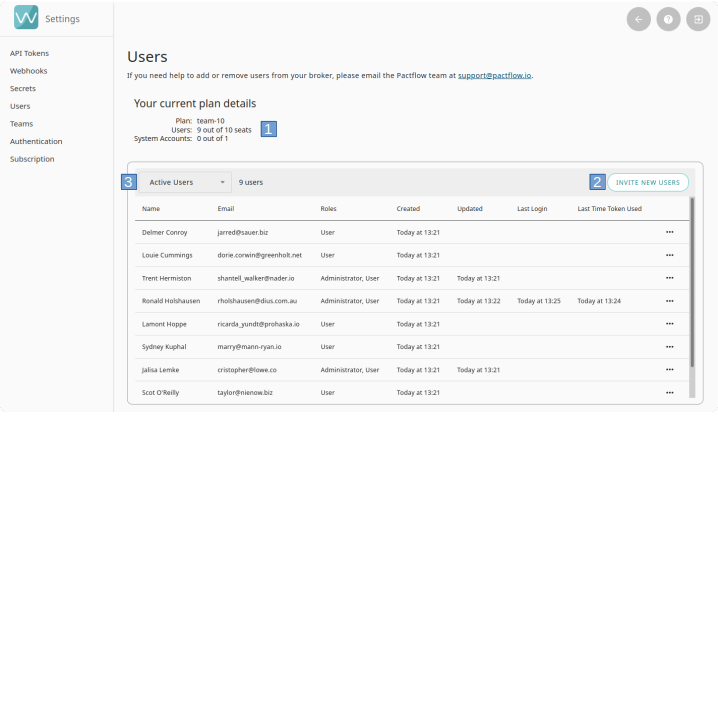 Settings
API Tokens
Webhooks
Secrets
Users
Teams
Authentication
Subscription
Users
If you need help to add or remove users from your broker, please email the Pactflow team at support@pactflow.io.
Your current plan details
Plan: team-10
Users: 9 out of 10 seats
System Accounts: 0 out of 1
1
3 Active Users 9 users 2 INVITE NEW USERS
Name Email Roles Created Updated Last Login Last Time Token Used
Delmer Conroy jarred@sauer.biz User Today at 13:21 •••
Louie Cummings dorie.corwin@greenholt.net User Today at 13:21 •••
Trent Hermiston shantell_walker@nader.io Administrator, User Today at 13:21 Today at 13:21 •••
Ronald Holshausen rholshausen@dius.com.au Administrator, User Today at 13:21 Today at 13:22 Today at 13:25 Today at 13:24 •••
Lamont Hoppe ricarda_yundt@prohaska.io User Today at 13:21 •••
Sydney Kuphal marry@mann-ryan.io User Today at 13:21 •••
Jalisa Lemke cristopher@lowe.co Administrator, User Today at 13:21 Today at 13:21 •••
Scot O'Reilly taylor@nienow.biz User Today at 13:21 •••